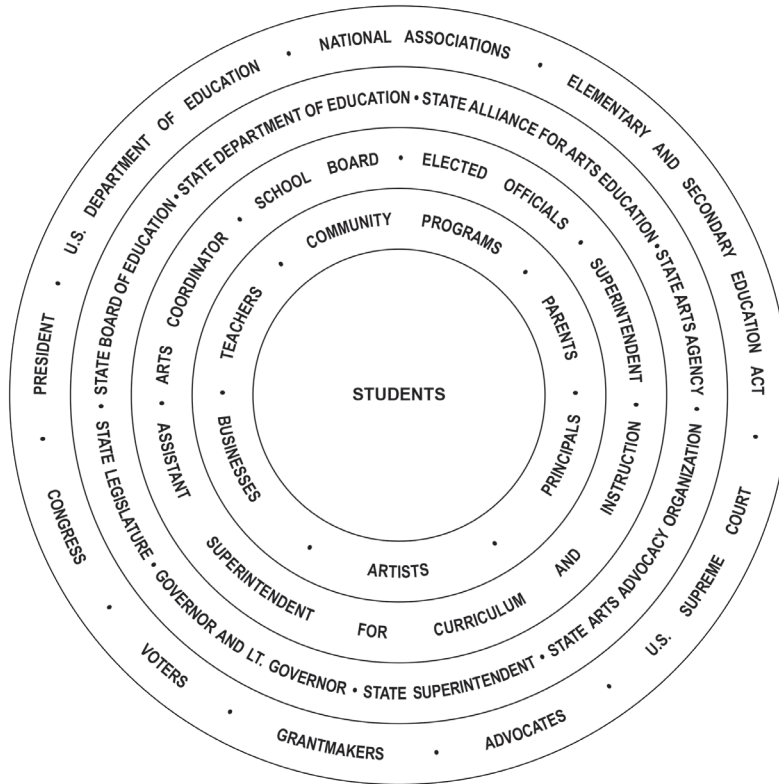 NATIONAL ASSOCIATIONS • ELEMENTARY AND SECONDARY EDUCATION ACT • U.S. SUPREME COURT • ADVOCATES • GRANTMAKERS • VOTERS • CONGRESS • PRESIDENT • U.S. DEPARTMENT OF EDUCATION •
STATE DEPARTMENT OF EDUCATION • STATE ALLIANCE FOR ARTS EDUCATION • STATE ARTS AGENCY • STATE ARTS ADVOCACY ORGANIZATION • STATE SUPERINTENDENT • GOVERNOR AND LT. GOVERNOR • STATE LEGISLATURE • STATE BOARD OF EDUCATION •
SCHOOL BOARD • ELECTED OFFICIALS • SUPERINTENDENT • ASSISTANT SUPERINTENDENT FOR CURRICULUM AND INSTRUCTION • ARTS COORDINATOR •
COMMUNITY PROGRAMS • PARENTS • PRINCIPALS • ARTISTS • BUSINESSES • TEACHERS •
STUDENTS